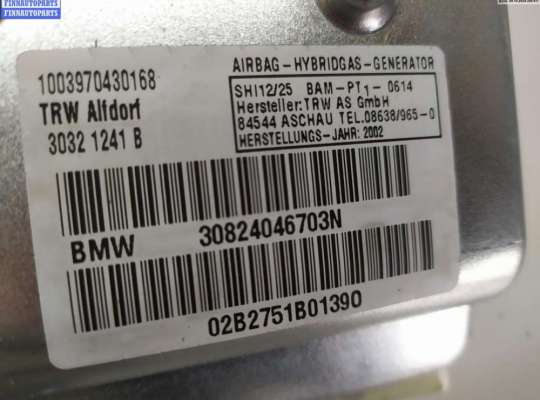 FINNAUTOPARTS
FINNAUTOPARTS
1003970430168
TRW Alfdorf
3032 1241 B
AIRBAG-HYBRIDGAS-GENERATOR
SHI12/25 BAM-PT1-0614
Hersteller:TRW AS GmbH
84544 ASCHAU TEL.08638/965-0
HERSTELLUNGS-JAHR: 2002
BMW 30824046703N
02B2751B01390